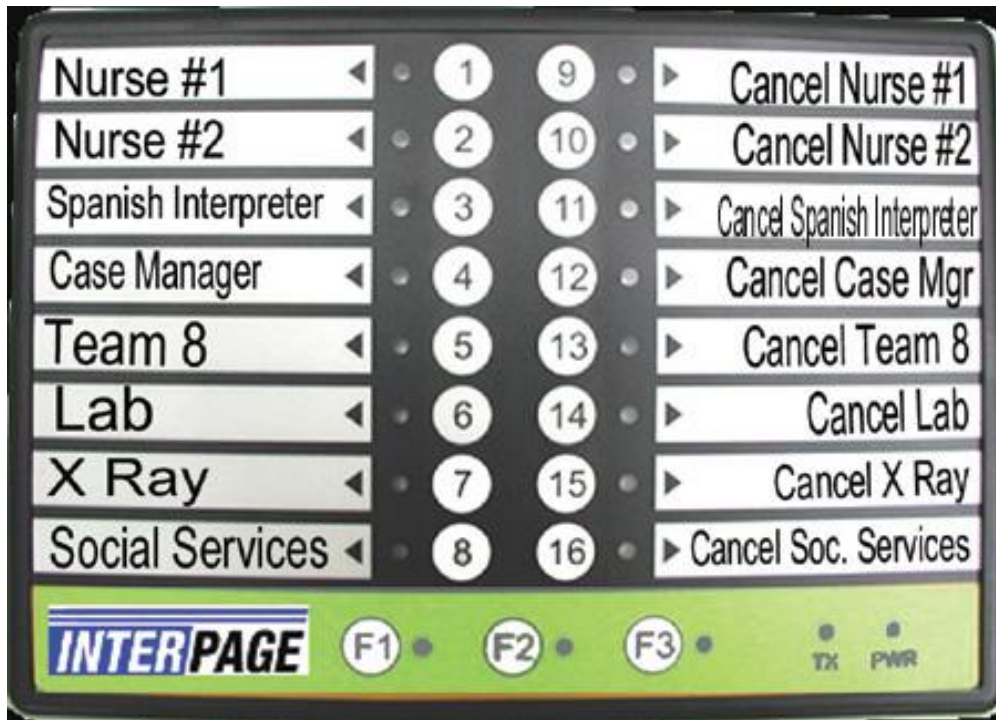 Nurse #1 1 9 Cancel Nurse #1
Nurse #2 2 10 Cancel Nurse #2
Spanish Interpreter 3 11 Cancel Spanish Interpreter
Case Manager 4 12 Cancel Case Mgr
Team 8 5 13 Cancel Team 8
Lab 6 14 Cancel Lab
X Ray 7 15 Cancel X Ray
Social Services 8 16 Cancel Soc. Services
INTERPAGE F1 F2 F3 TX PWR